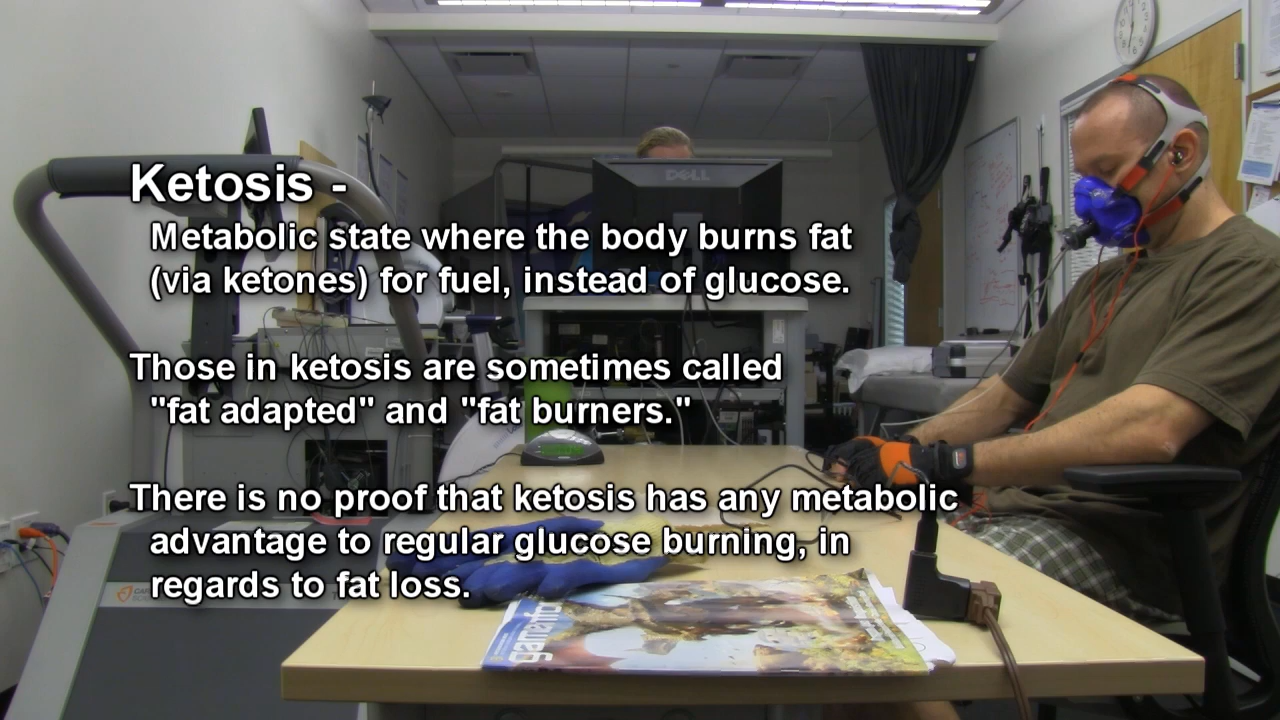 DELL
Ketosis -
Metabolic state where the body burns fat
(via ketones) for fuel, instead of glucose.
Those in ketosis are sometimes called
"fat adapted" and "fat burners."
There is no proof that ketosis has any metabolic
advantage to regular glucose burning, in
regards to fat loss.